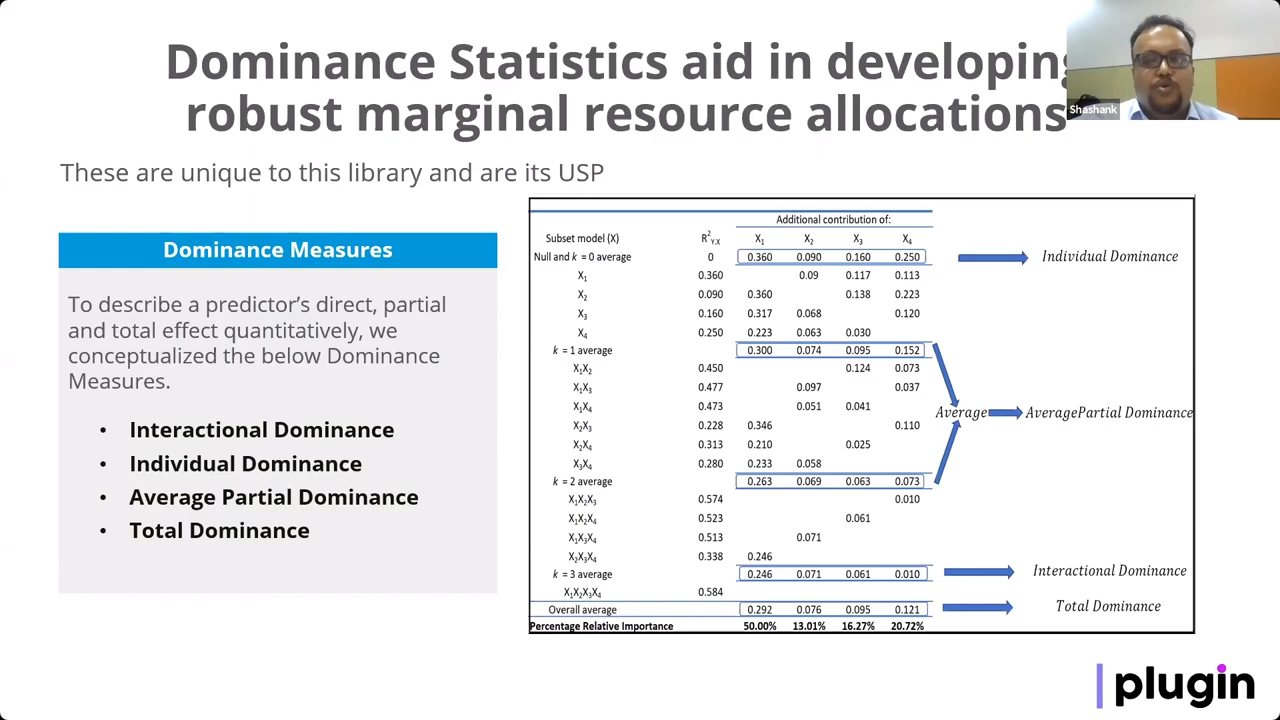 Dominance Statistics aid in developing
robust marginal resource allocations
Shashank
These are unique to this library and are its USP
Dominance Measures
To describe a predictor's direct, partial
and total effect quantitatively, we
conceptualized the below Dominance
Measures.
• Interactional Dominance
• Individual Dominance
• Average Partial Dominance
• Total Dominance
Additional contribution of:
Subset model (X) R²Y.X X₁ X₂ X₃ X₄
Null and k = 0 average 0 0.360 0.090 0.160 0.250 Individual Dominance
X₁ 0.360 0.09 0.117 0.113
X₂ 0.090 0.360 0.138 0.223
X₃ 0.160 0.317 0.068 0.120
X₄ 0.250 0.223 0.063 0.030
k = 1 average 0.300 0.074 0.095 0.152
X₁X₂ 0.450 0.124 0.073
X₁X₃ 0.477 0.097 0.037
X₁X₄ 0.473 0.051 0.041 Average AveragePartial Dominance
X₂X₃ 0.228 0.346 0.110
X₂X₄ 0.313 0.210 0.025
X₃X₄ 0.280 0.233 0.058
k = 2 average 0.263 0.069 0.063 0.073
X₁X₂X₃ 0.574 0.010
X₁X₂X₄ 0.523 0.061
X₁X₃X₄ 0.513 0.071
X₂X₃X₄ 0.338 0.246
k = 3 average 0.246 0.071 0.061 0.010 Interactional Dominance
X₁X₂X₃X₄ 0.584
Overall average 0.292 0.076 0.095 0.121 Total Dominance
Percentage Relative Importance 50.00% 13.01% 16.27% 20.72%
plugin